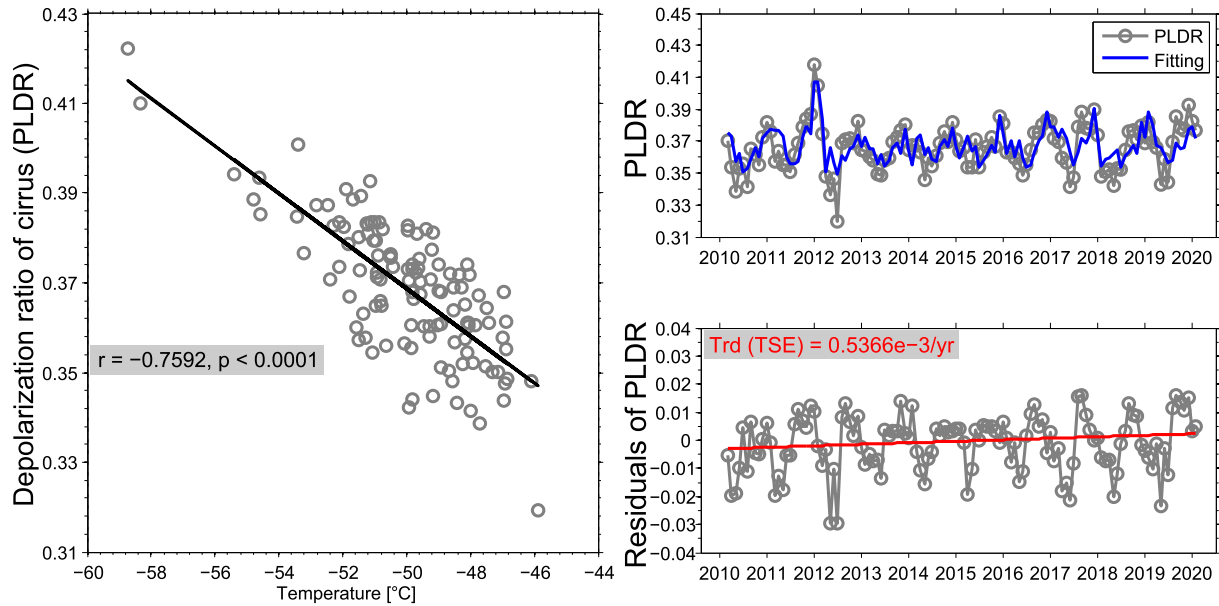 Depolarization ratio of cirrus (PLDR)
0.43
0.41
0.39
0.37
0.35
0.33
0.31
r = −0.7592, p < 0.0001
−60 −58 −56 −54 −52 −50 −48 −46 −44
Temperature [°C]
PLDR
0.45
0.43
0.41
0.39
0.37
0.35
0.33
0.31
PLDR
Fitting
2010 2011 2012 2013 2014 2015 2016 2017 2018 2019 2020
Residuals of PLDR
0.04
0.03
0.02
0.01
0
−0.01
−0.02
−0.03
−0.04
Trd (TSE) = 0.5366e−3/yr
2010 2011 2012 2013 2014 2015 2016 2017 2018 2019 2020